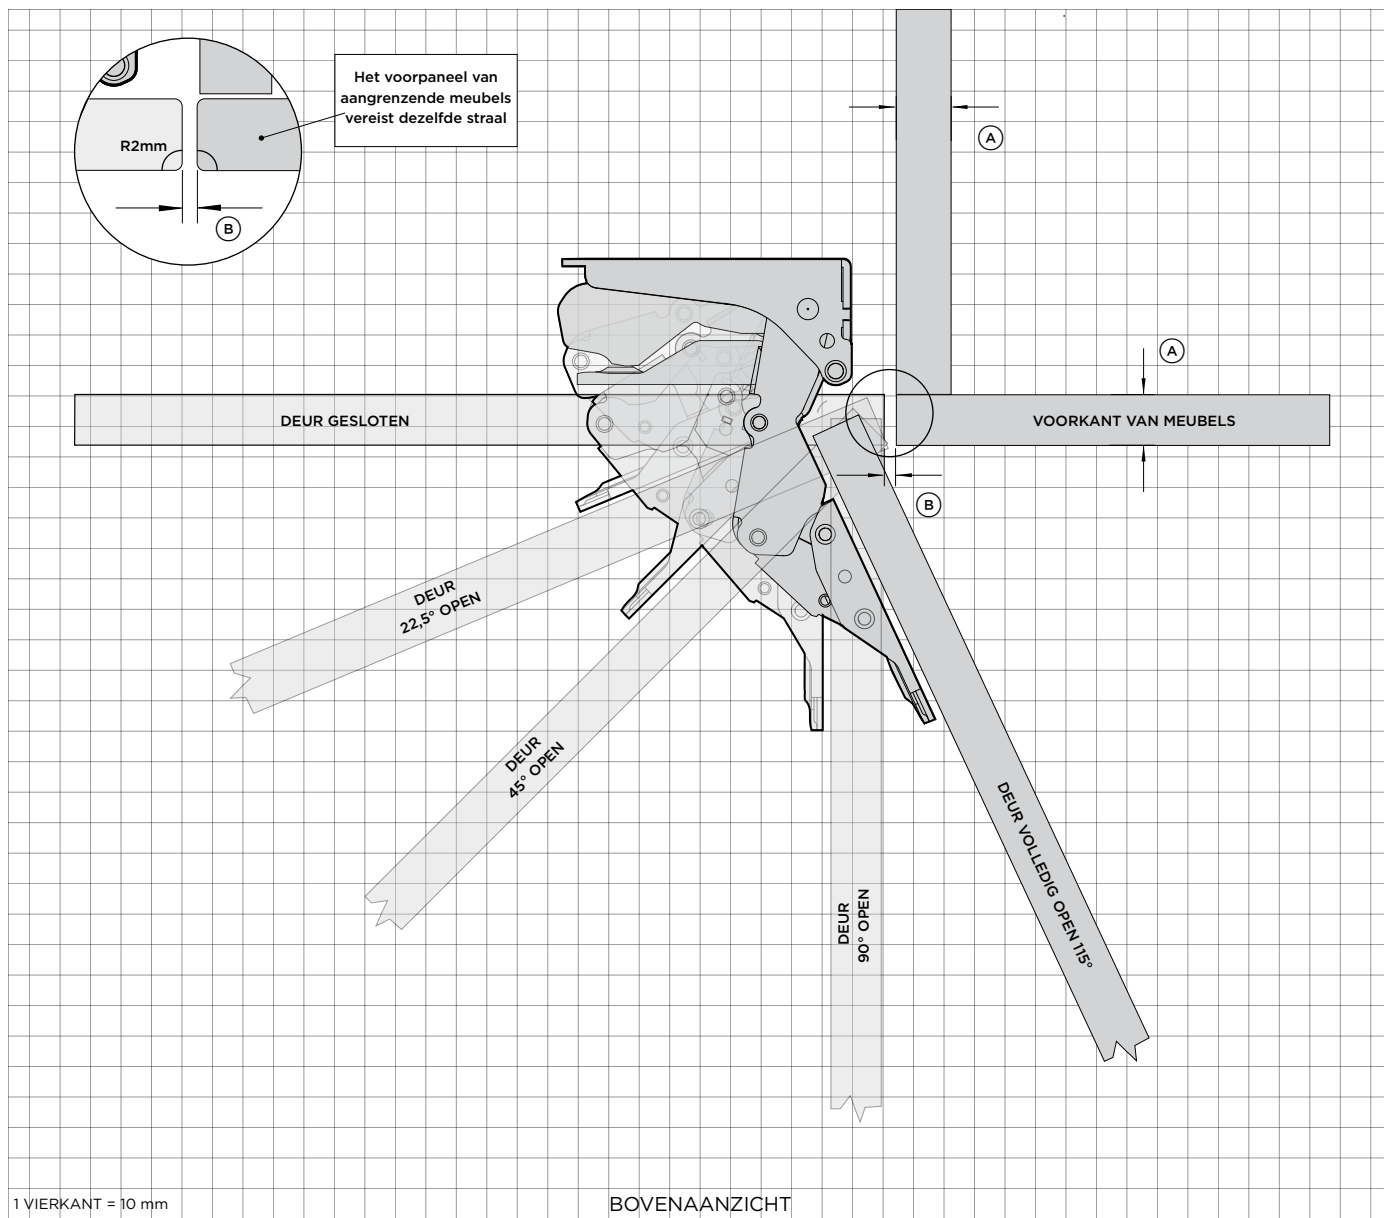 Het voorpaneel van
aangrenzende meubels
vereist dezelfde straal
R2mm
B
A
A
DEUR GESLOTEN
VOORKANT VAN MEUBELS
B
DEUR
22,5° OPEN
DEUR
45° OPEN
DEUR
90° OPEN
DEUR VOLLEDIG OPEN 115°
1 VIERKANT = 10 mm
BOVENAANZICHT